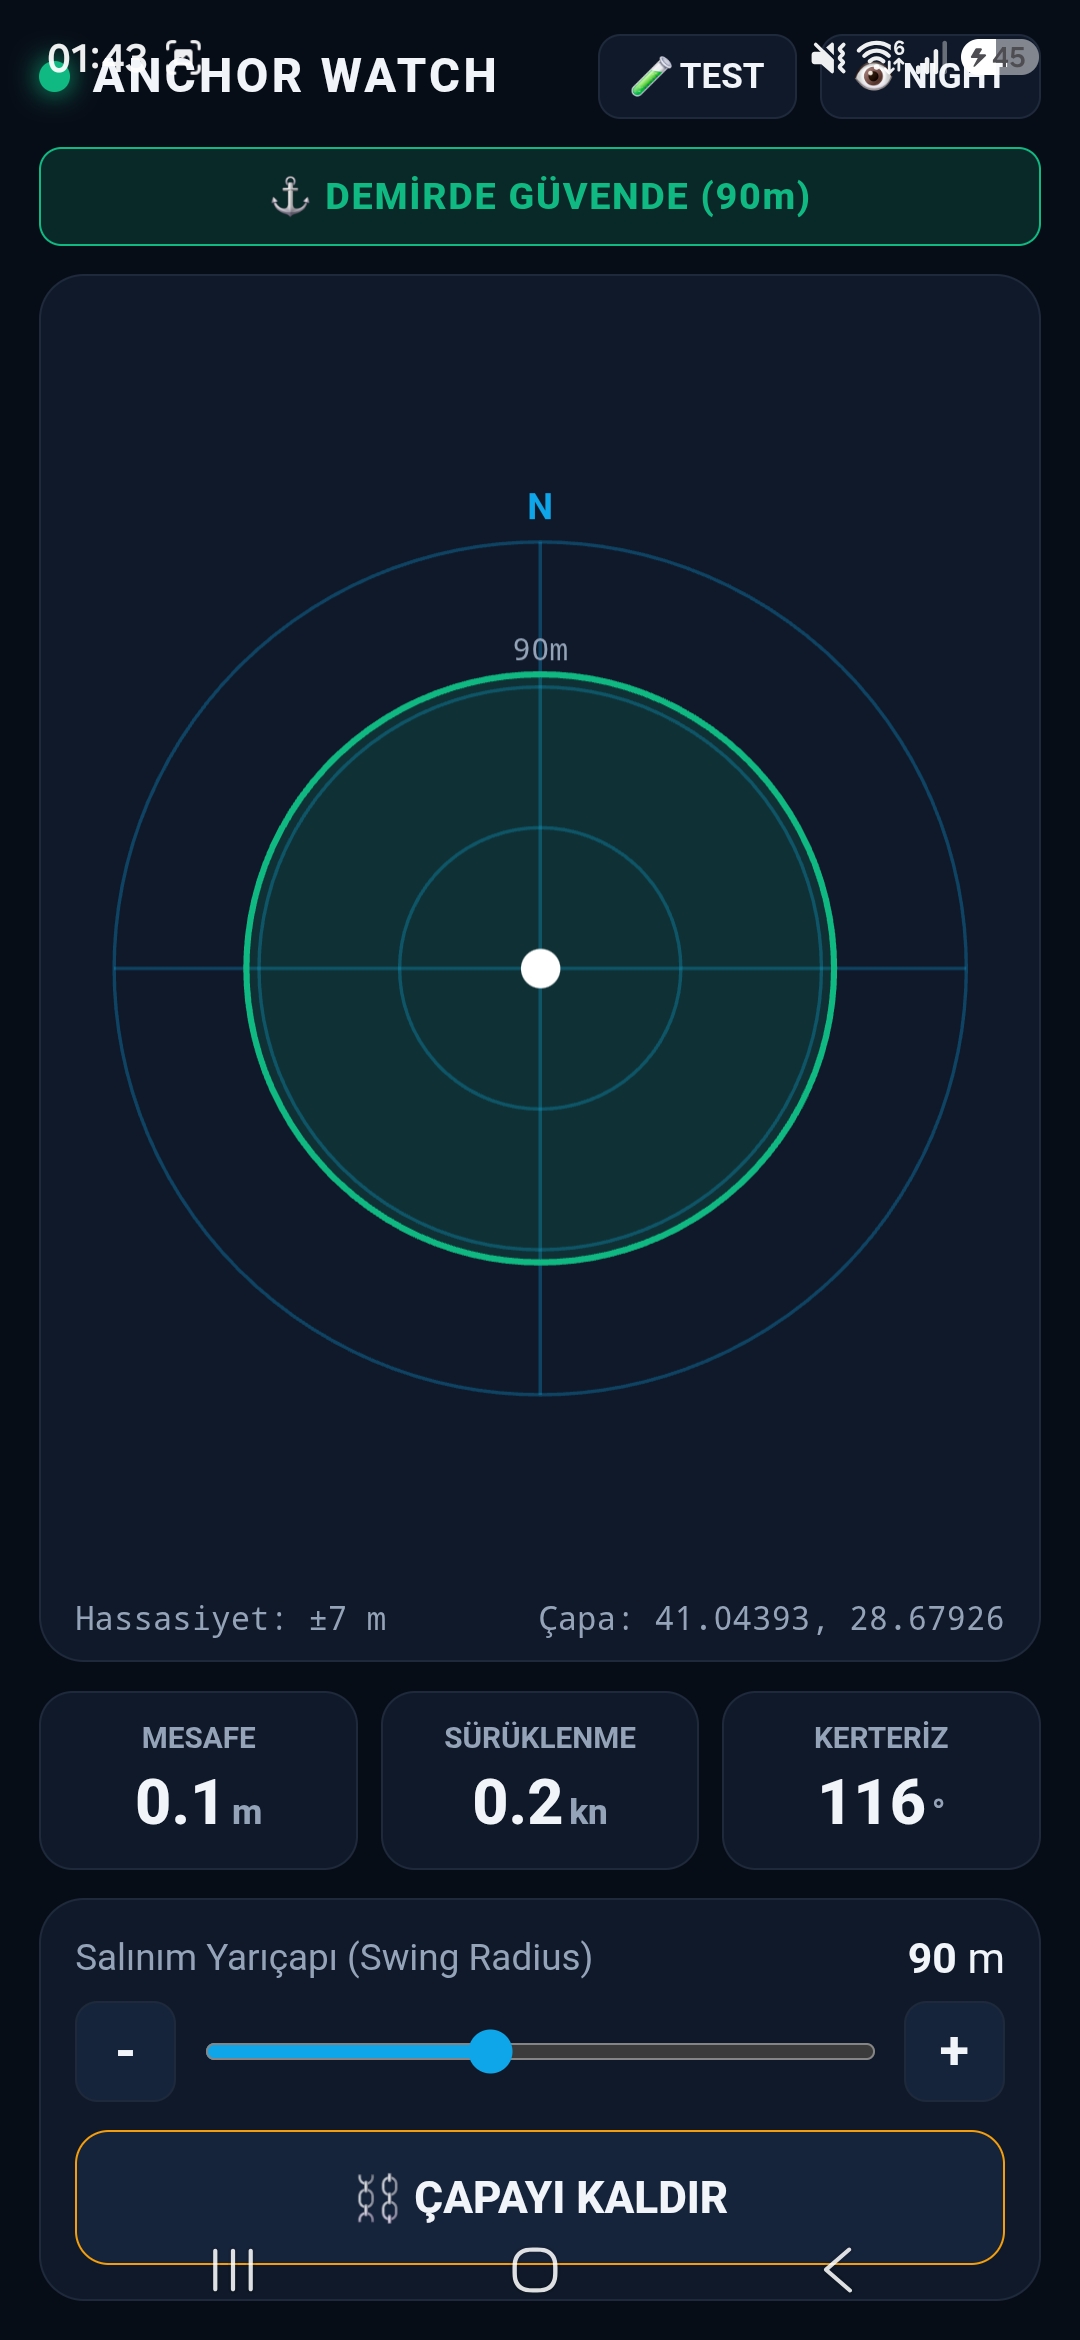 01:43
6
45
ANCHOR WATCH
🧪 TEST
👁 NIGHT
⚓ DEMİRDE GÜVENDE (90m)
N
90m
Hassasiyet: ±7 m
Çapa: 41.04393, 28.67926
MESAFE
0.1 m
SÜRÜKLENME
0.2 kn
KERTERİZ
116 °
Salınım Yarıçapı (Swing Radius)
90 m
-
+
⛓ ÇAPAYI KALDIR